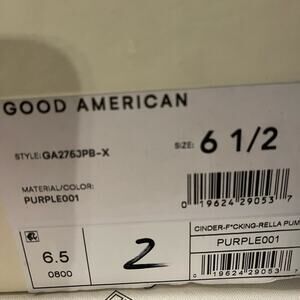 GOOD AMERICAN
STYLE: GA276JPB-X
SIZE: 6 1/2
MATERIAL/COLOR:
PURPLE001
0 19624 29053 7
6.5
0800
2
CINDER-F*CKING-RELLA PUM
PURPLE001
0 19624 29053 7